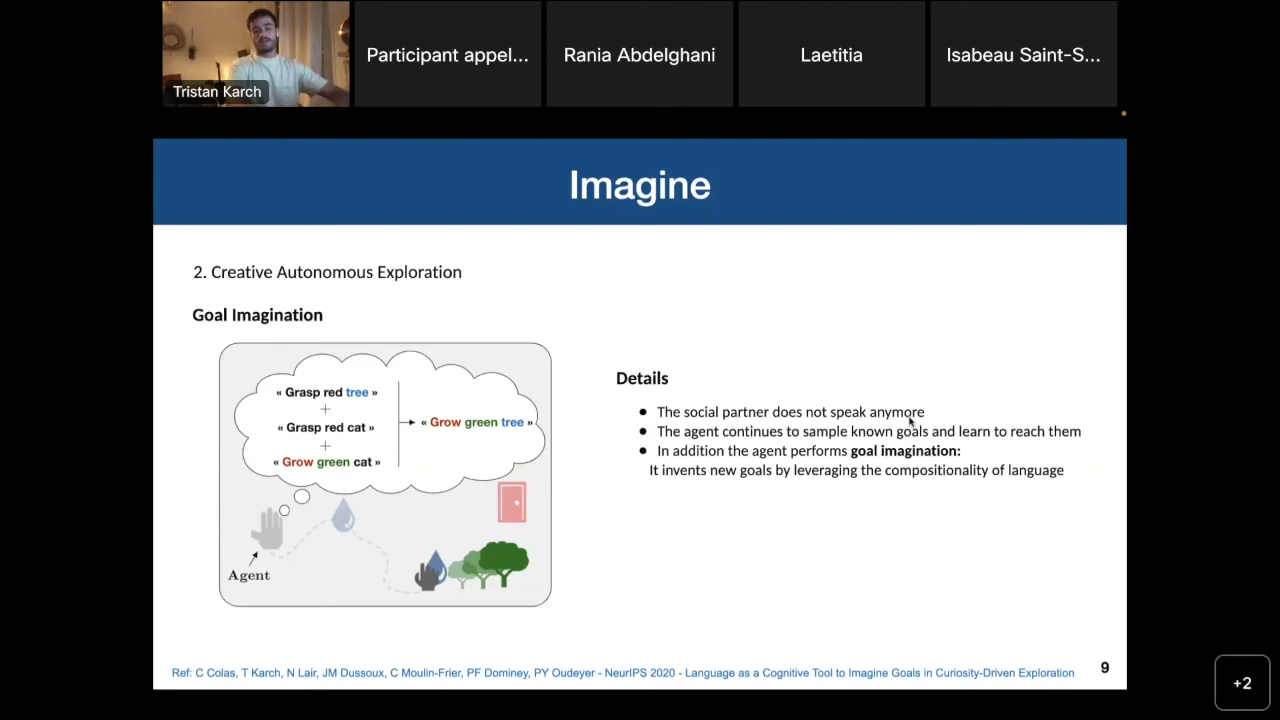 Tristan Karch
Participant appel...
Rania Abdelghani
Laetitia
Isabeau Saint-S...
Imagine
2. Creative Autonomous Exploration
Goal Imagination
« Grasp red tree »
+
« Grasp red cat »
+
« Grow green cat »
« Grow green tree »
Agent
Details
● The social partner does not speak anymore
● The agent continues to sample known goals and learn to reach them
● In addition the agent performs goal imagination:
It invents new goals by leveraging the compositionality of language
Ref: C Colas, T Karch, N Lair, JM Dussoux, C Moulin-Frier, PF Dominey, PY Oudeyer - NeurIPS 2020 - Language as a Cognitive Tool to Imagine Goals in Curiosity-Driven Exploration
9
+2